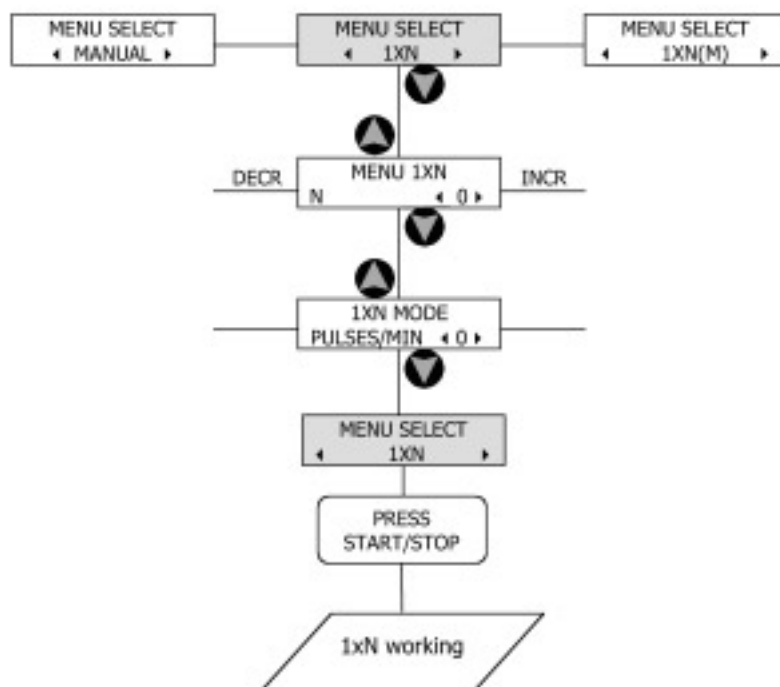 MENU SELECT
◂ MANUAL ▸
MENU SELECT
◂ 1XN ▸
MENU SELECT
◂ 1XN(M) ▸
DECR
MENU 1XN
N ◂ 0 ▸
INCR
1XN MODE
PULSES/MIN ◂ 0 ▸
MENU SELECT
◂ 1XN ▸
PRESS
START/STOP
1xN working